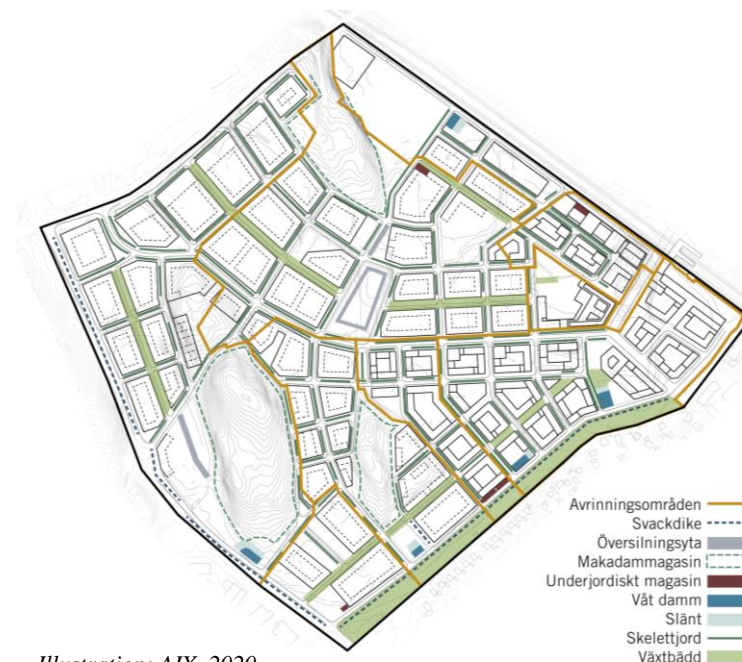 Avrinningsområden
Svackdike
Översilningsyta
Makadammagasin
Underjordiskt magasin
Våt damm
Slänt
Skelettjord
Växtbädd
Illustration: AIX, 2020